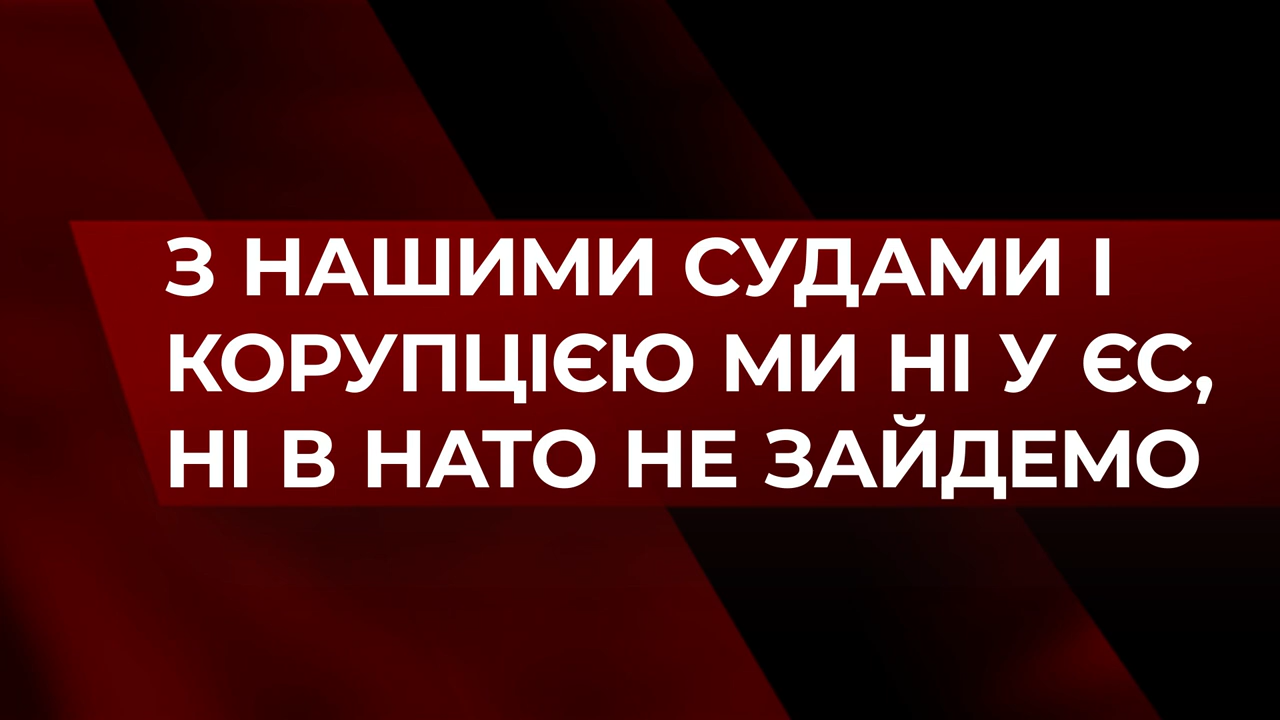 З НАШИМИ СУДАМИ І
КОРУПЦІЄЮ МИ НІ У ЄС,
НІ В НАТО НЕ ЗАЙДЕМО